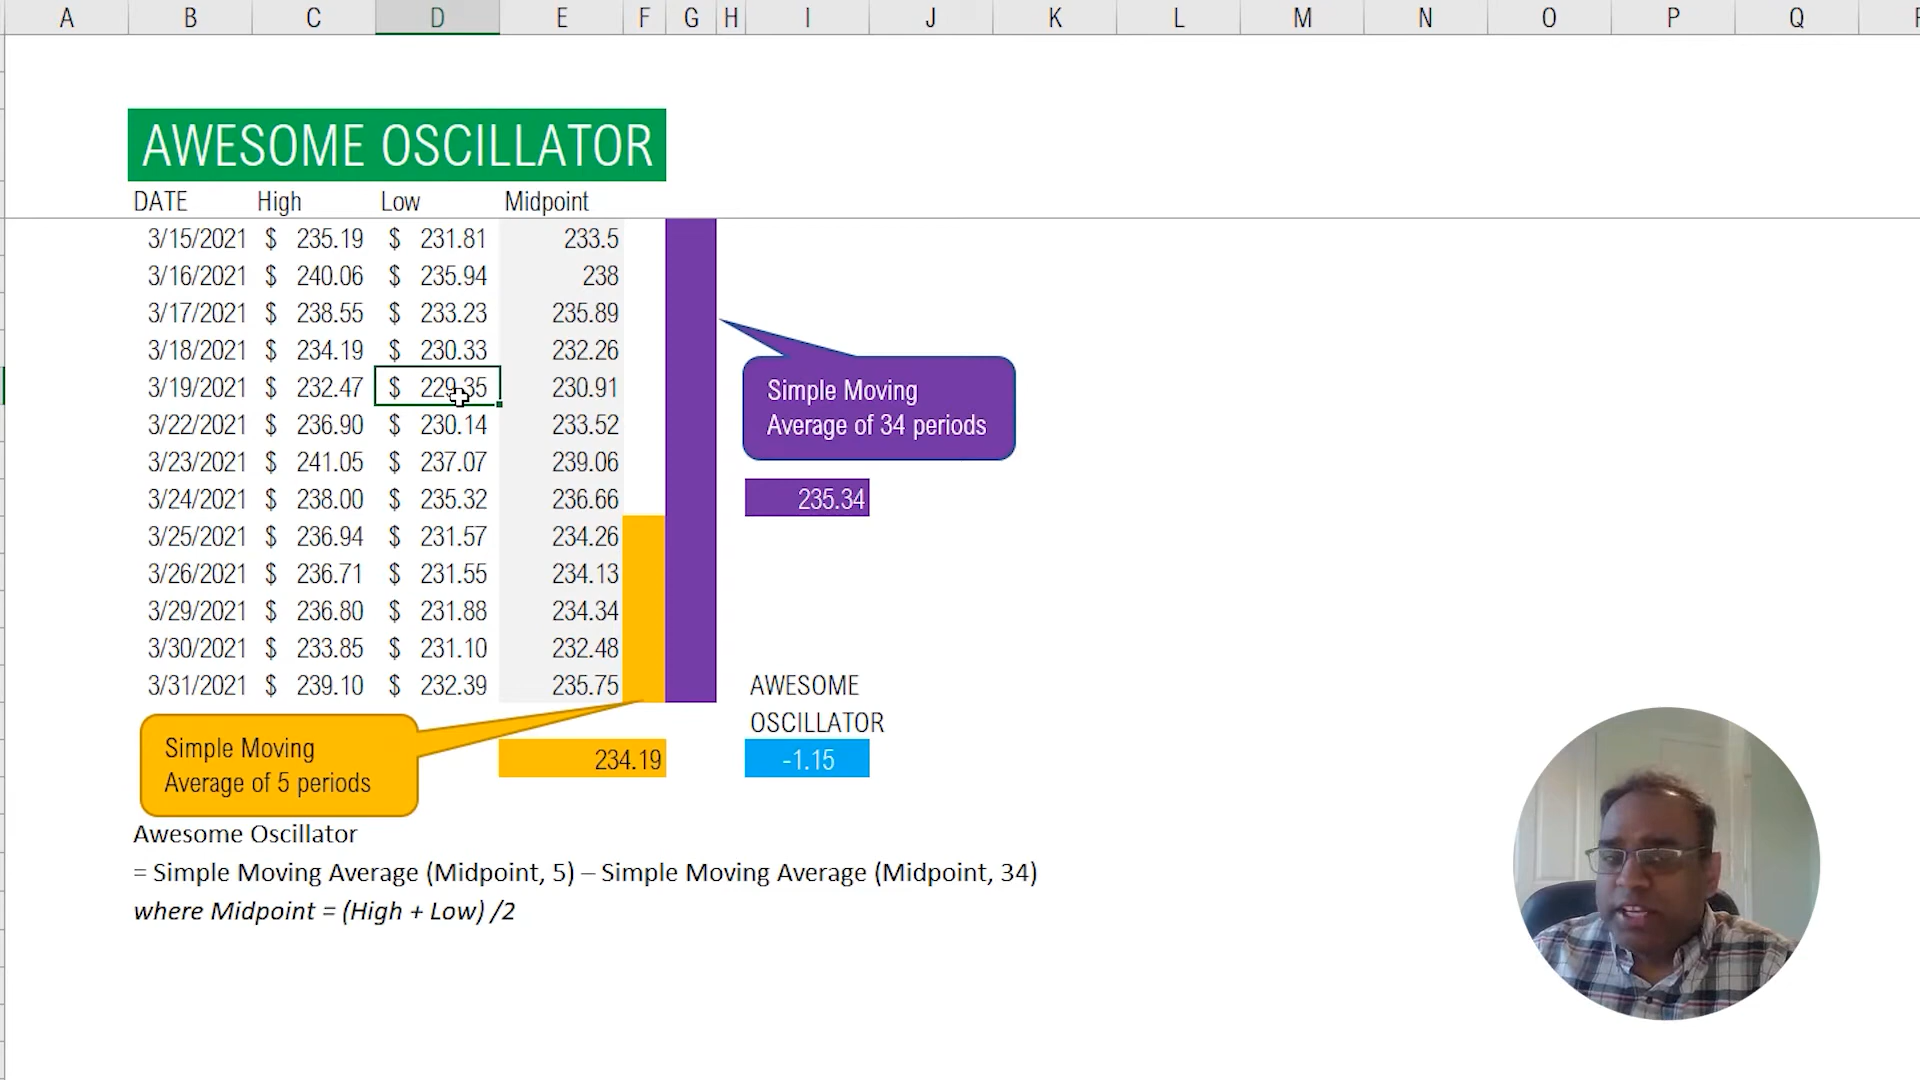 A B C D E F G H I J K L M N O P Q
AWESOME OSCILLATOR
DATE High Low Midpoint
3/15/2021 $ 235.19 $ 231.81 233.5
3/16/2021 $ 240.06 $ 235.94 238
3/17/2021 $ 238.55 $ 233.23 235.89
3/18/2021 $ 234.19 $ 230.33 232.26
3/19/2021 $ 232.47 $ 229.35 230.91
3/22/2021 $ 236.90 $ 230.14 233.52
3/23/2021 $ 241.05 $ 237.07 239.06
3/24/2021 $ 238.00 $ 235.32 236.66
3/25/2021 $ 236.94 $ 231.57 234.26
3/26/2021 $ 236.71 $ 231.55 234.13
3/29/2021 $ 236.80 $ 231.88 234.34
3/30/2021 $ 233.85 $ 231.10 232.48
3/31/2021 $ 239.10 $ 232.39 235.75
Simple Moving
Average of 34 periods
235.34
AWESOME
OSCILLATOR
-1.15
Simple Moving
Average of 5 periods
234.19
Awesome Oscillator
= Simple Moving Average (Midpoint, 5) – Simple Moving Average (Midpoint, 34)
where Midpoint = (High + Low) /2